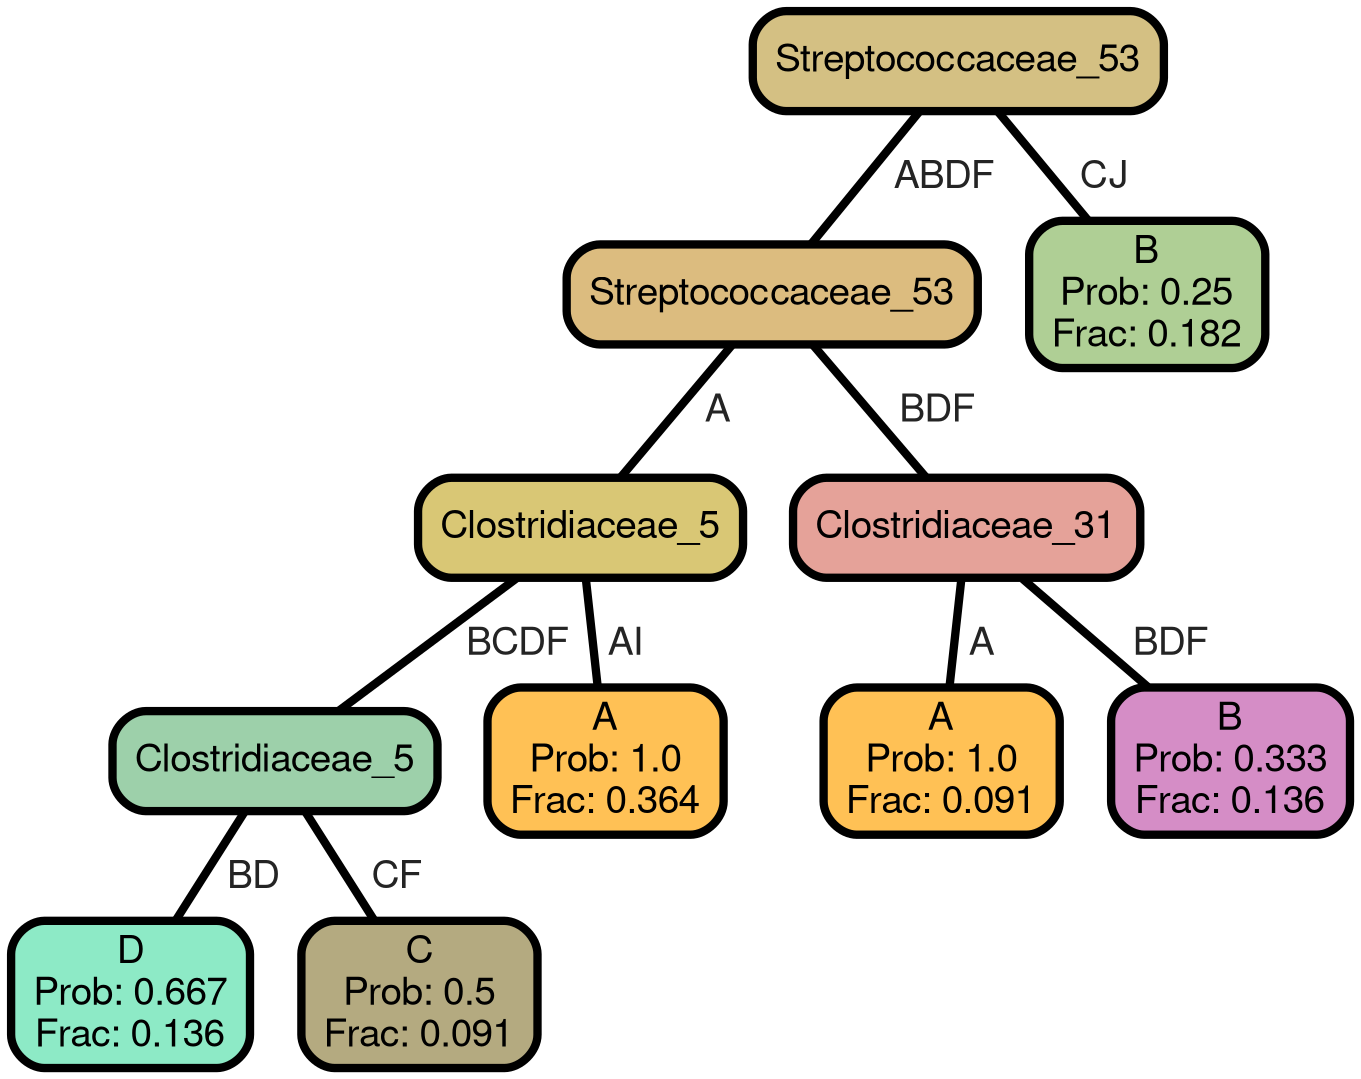 Streptococcaceae_53
ABDF
CJ
Streptococcaceae_53
B
Prob: 0.25
Frac: 0.182
A
BDF
Clostridiaceae_5
Clostridiaceae_31
BCDF
AI
A
BDF
Clostridiaceae_5
A
Prob: 1.0
Frac: 0.364
A
Prob: 1.0
Frac: 0.091
B
Prob: 0.333
Frac: 0.136
BD
CF
D
Prob: 0.667
Frac: 0.136
C
Prob: 0.5
Frac: 0.091